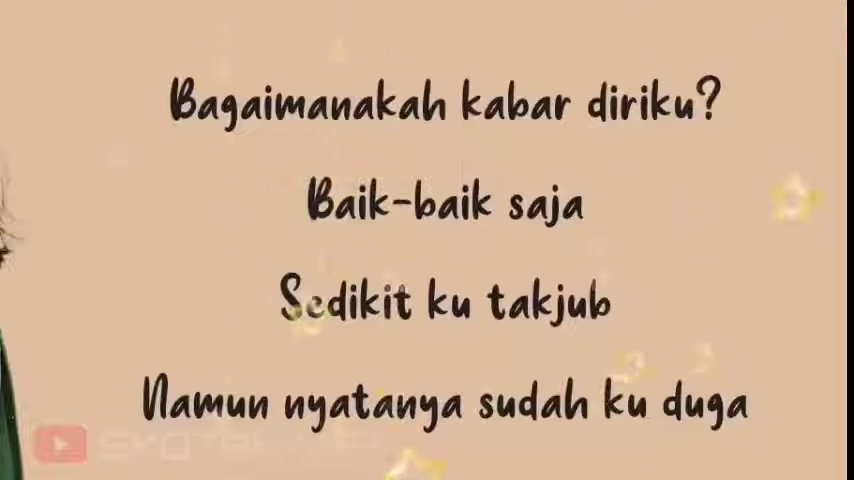 Bagaimanakah kabar diriku?
Baik-baik saja
Sedikit ku takjub
Namun nyatanya sudah ku duga